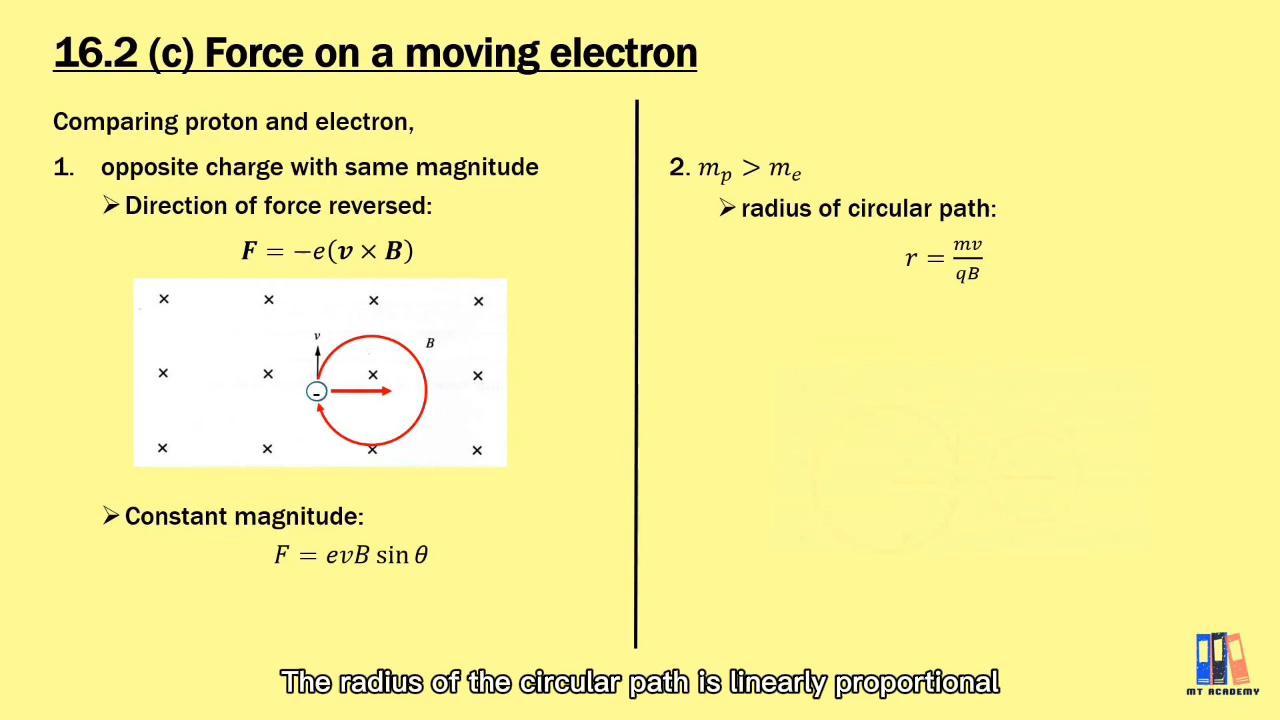 16.2 (c) Force on a moving electron
Comparing proton and electron,
1. opposite charge with same magnitude
➢ Direction of force reversed:
𝑭 = −𝑒(𝒗 × 𝑩)
× × × ×
v
B
× × × ×
-
× × × ×
➢ Constant magnitude:
𝐹 = 𝑒𝑣𝐵 sin 𝜃
2. 𝑚ₚ > 𝑚ₑ
➢ radius of circular path:
𝑟 = 𝑚𝑣/𝑞𝐵
The radius of the circular path is linearly proportional
MT ACADEMY